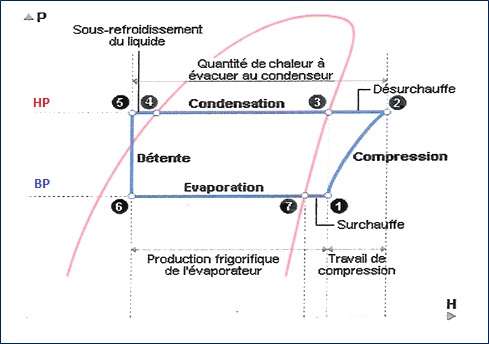 P
Sous-refroidissement
du liquide
Quantité de chaleur à
évacuer au condenseur
HP
5
4
Condensation
3
Désurchauffe
2
Détente
Compression
BP
6
Evaporation
7
1
Surchauffe
Production frigorifique
de l'évaporateur
Travail de
compression
H